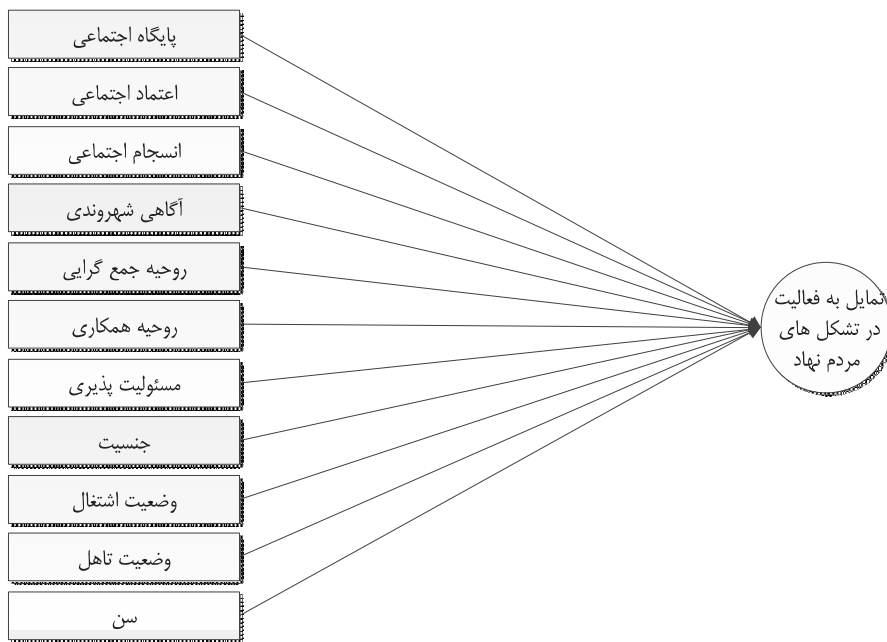 پایگاه اجتماعی
اعتماد اجتماعی
انسجام اجتماعی
آگاهی شهروندی
روحیه جمع گرایی
روحیه همکاری
مسئولیت پذیری
جنسیت
وضعیت اشتغال
وضعیت تاهل
سن
تمایل به فعالیت
در تشکل های
مردم نهاد